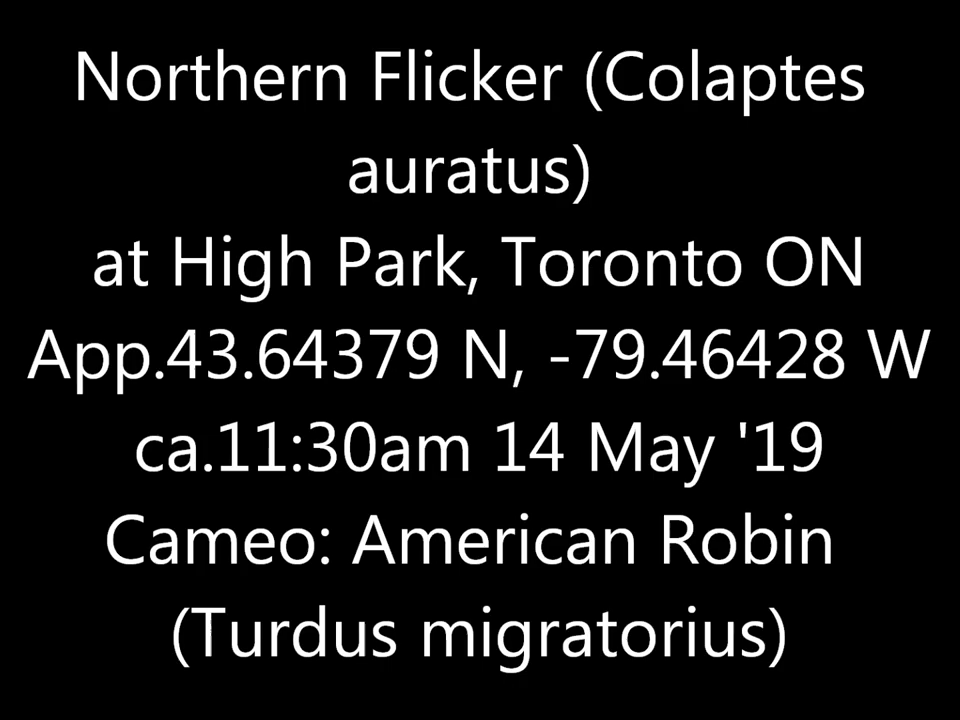 Northern Flicker (Colaptes
auratus)
at High Park, Toronto ON
App.43.64379 N, -79.46428 W
ca.11:30am 14 May '19
Cameo: American Robin
(Turdus migratorius)